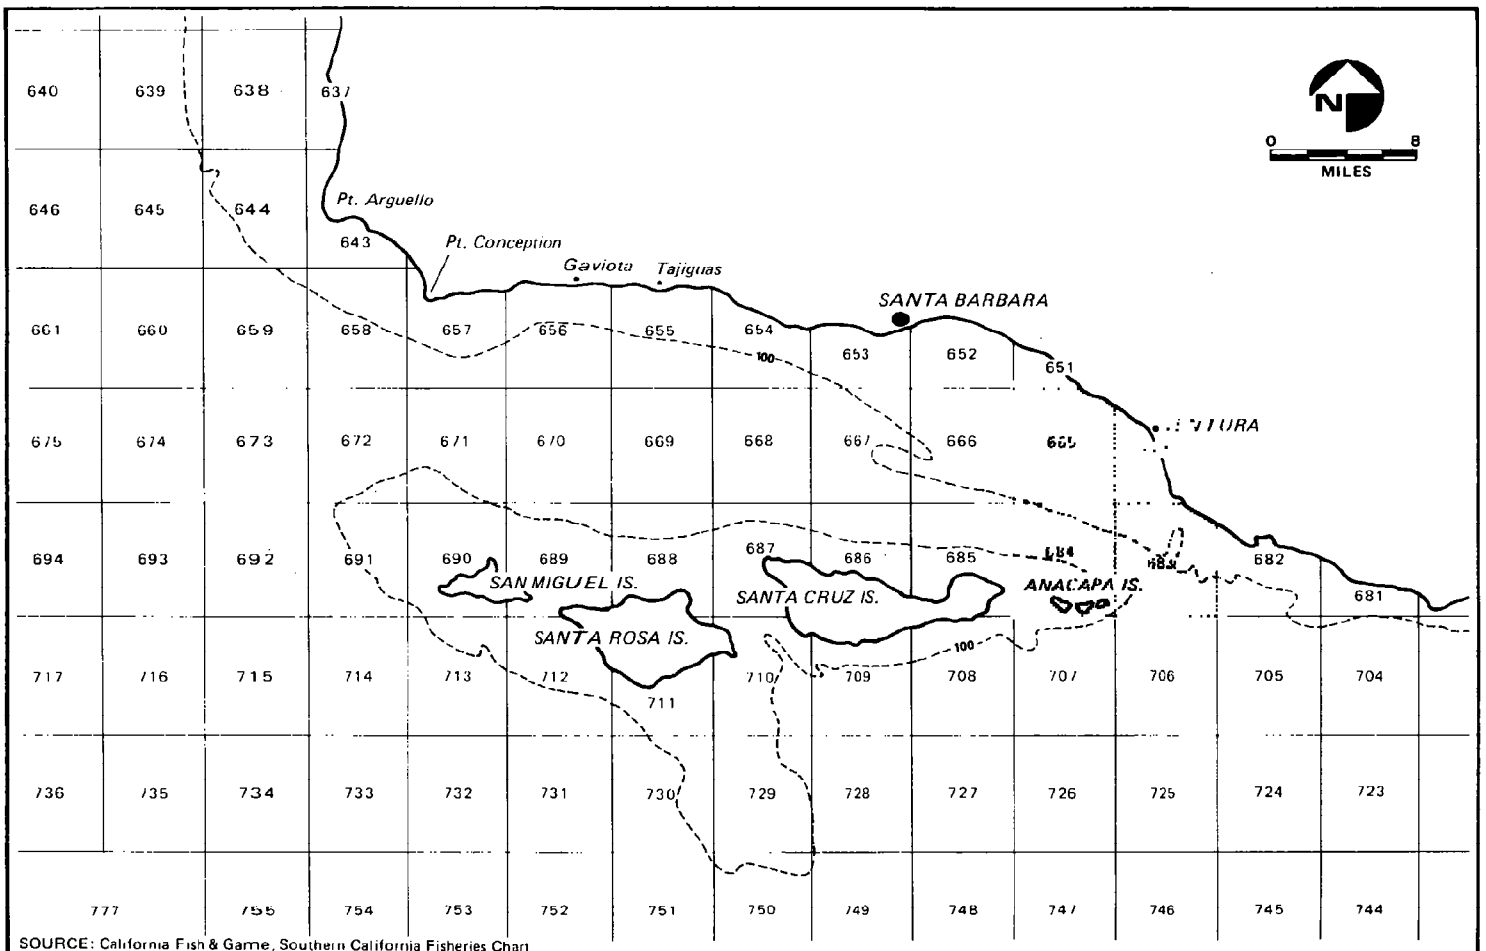 640 639 638 637
N
0 8
MILES
646 645 644 Pt. Arguello
643 Pt. Conception
Gaviota Tajiguas
SANTA BARBARA
661 660 659 658 657 656 655 654
100 653 652
651
675 674 673 672 671 670 669 668 667 666 665
694 693 692 691 690 689 688 687 686 685 684 683 682
SAN MIGUEL IS. ANACAPA IS.
SANTA CRUZ IS. 681
SANTA ROSA IS.
100
717 716 715 714 713 712 710 709 708 707 706 705 704
711
736 735 734 733 732 731 730 729 728 727 726 725 724 723
777 755 754 753 752 751 750 749 748 747 746 745 744
SOURCE: California Fish & Game, Southern California Fisheries Chart